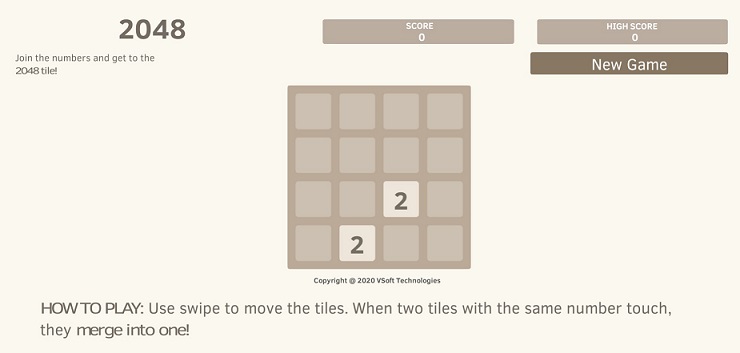 2048
SCORE
0
HIGH SCORE
0
Join the numbers and get to the
2048 tile!
New Game
2
2
Copyright @ 2020 VSoft Technologies
HOW TO PLAY: Use swipe to move the tiles. When two tiles with the same number touch,
they merge into one!